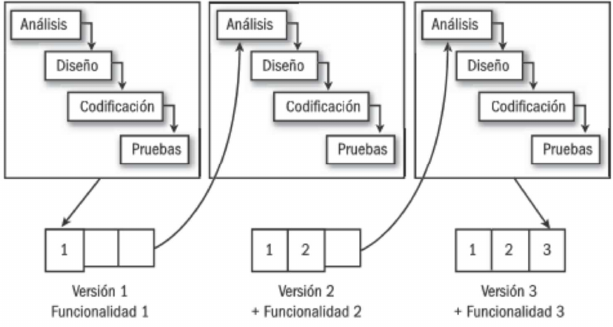 Análisis
Diseño
Codificación
Pruebas
Análisis
Diseño
Codificación
Pruebas
Análisis
Diseño
Codificación
Pruebas
1
1 2
1 2 3
Versión 1
Funcionalidad 1
Versión 2
+ Funcionalidad 2
Versión 3
+ Funcionalidad 3